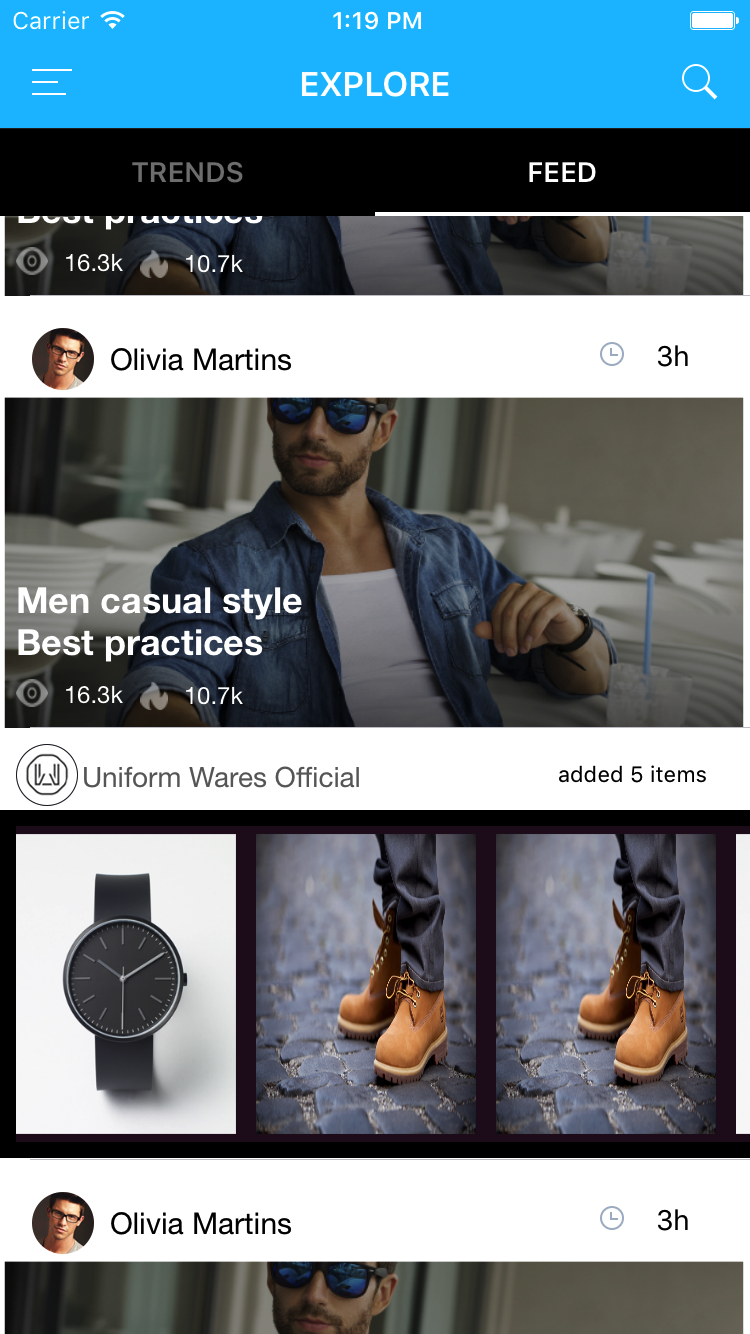 Carrier
1:19 PM
EXPLORE
TRENDS
FEED
Best practices
16.3k
10.7k
Olivia Martins
3h
Men casual style
Best practices
16.3k
10.7k
Uniform Wares Official
added 5 items
Olivia Martins
3h